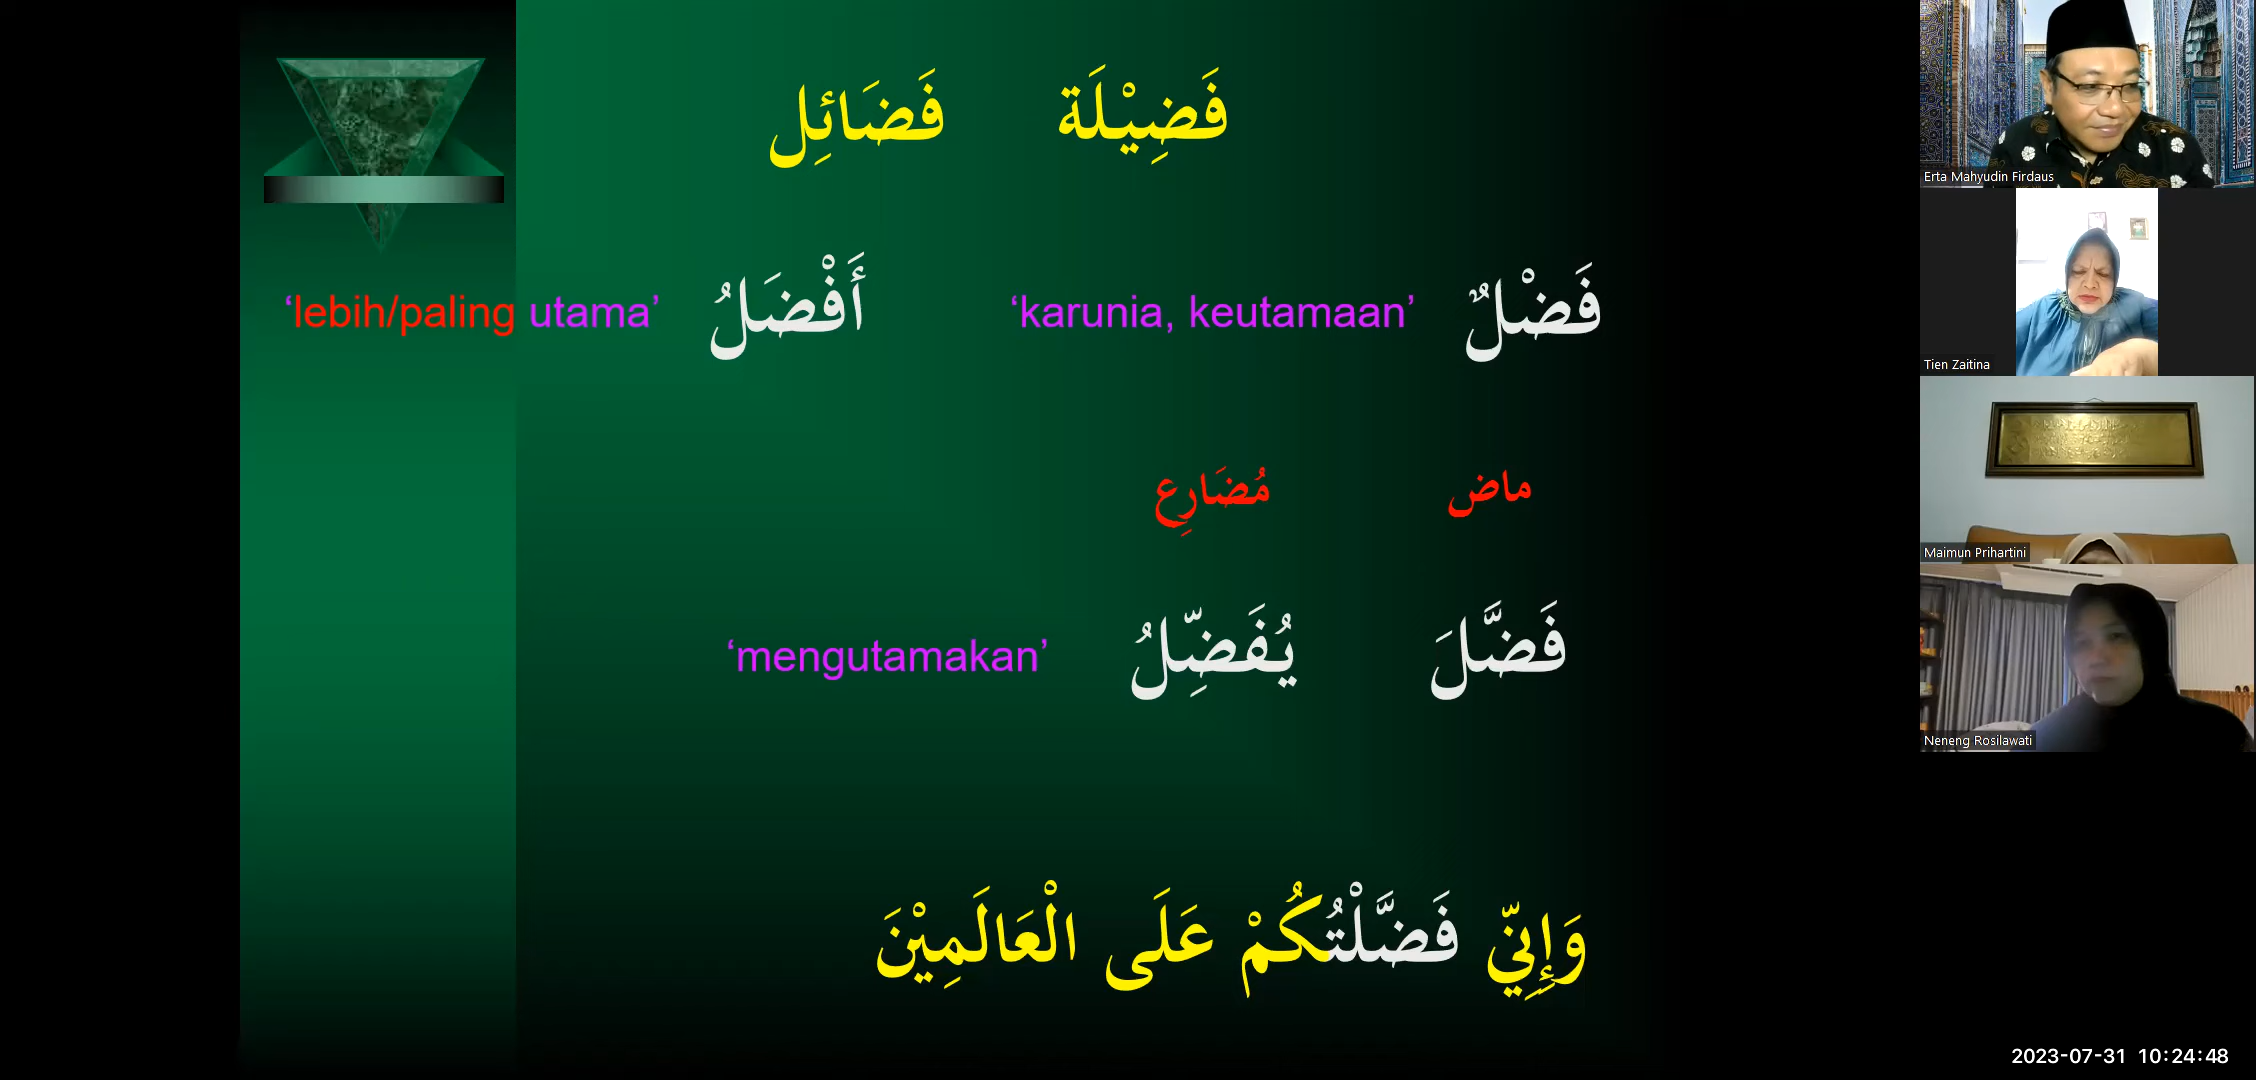 فَضِيْلَة فَضَائِل
فَضْلٌ ‘karunia, keutamaan’ أَفْضَلُ ‘lebih/paling utama’
ماض مُضَارِع
فَضَّلَ يُفَضِّلُ ‘mengutamakan’
وَإِنِّيْ فَضَّلْتُكُمْ عَلَى الْعَالَمِيْنَ
Erta Mahyudin Firdaus
Tien Zaitina
Maimun Prihartini
Neneng Rosilawati
2023-07-31 10:24:48